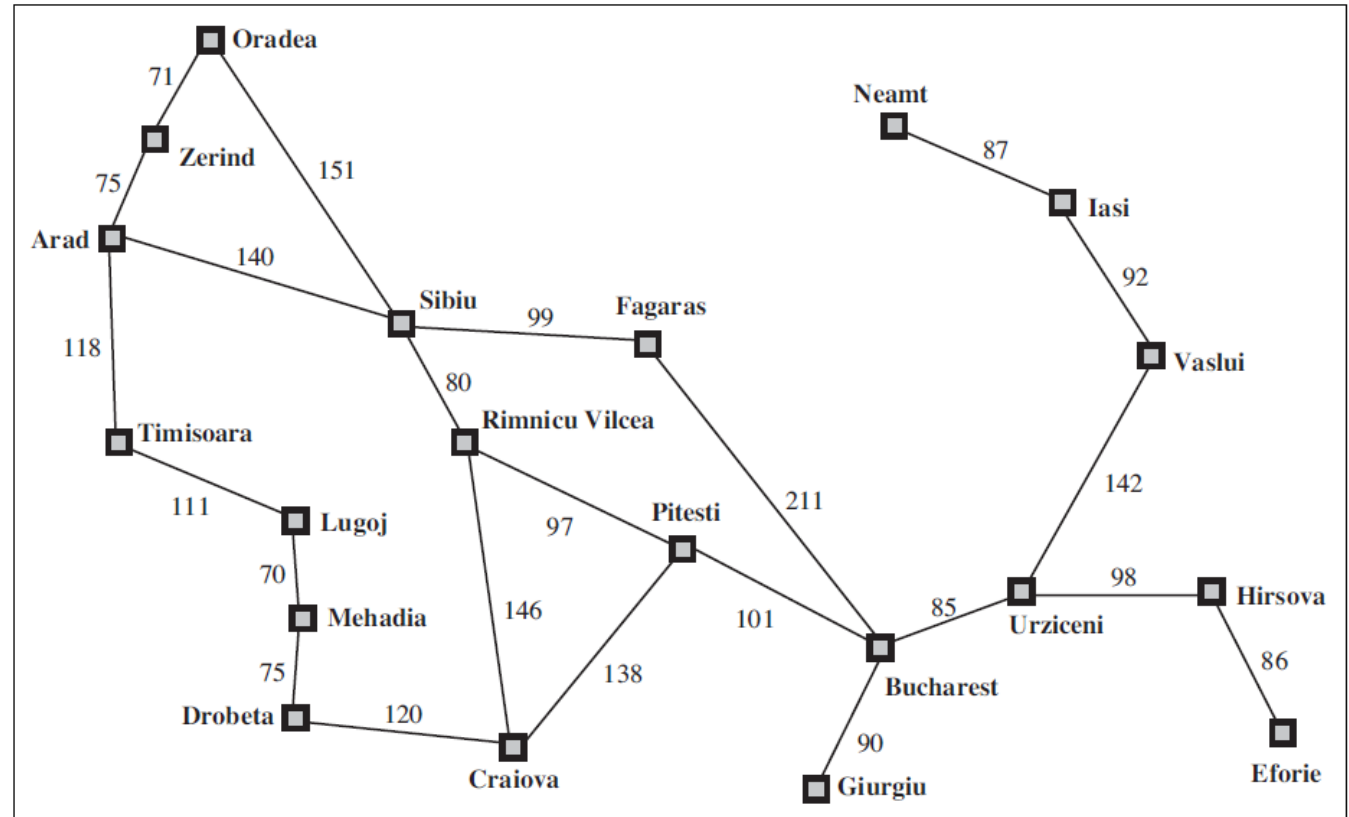 Oradea
71
Neamt
87
Zerind
151
75
Iasi
Arad
140
92
Sibiu
99
Fagaras
118
Vaslui
80
Timisoara
Rimnicu Vilcea
142
111
Lugoj
97
Pitesti
211
70
98
Mehadia
146
101
85
Urziceni
Hirsova
75
138
86
Bucharest
Drobeta
120
90
Craiova
Giurgiu
Eforie